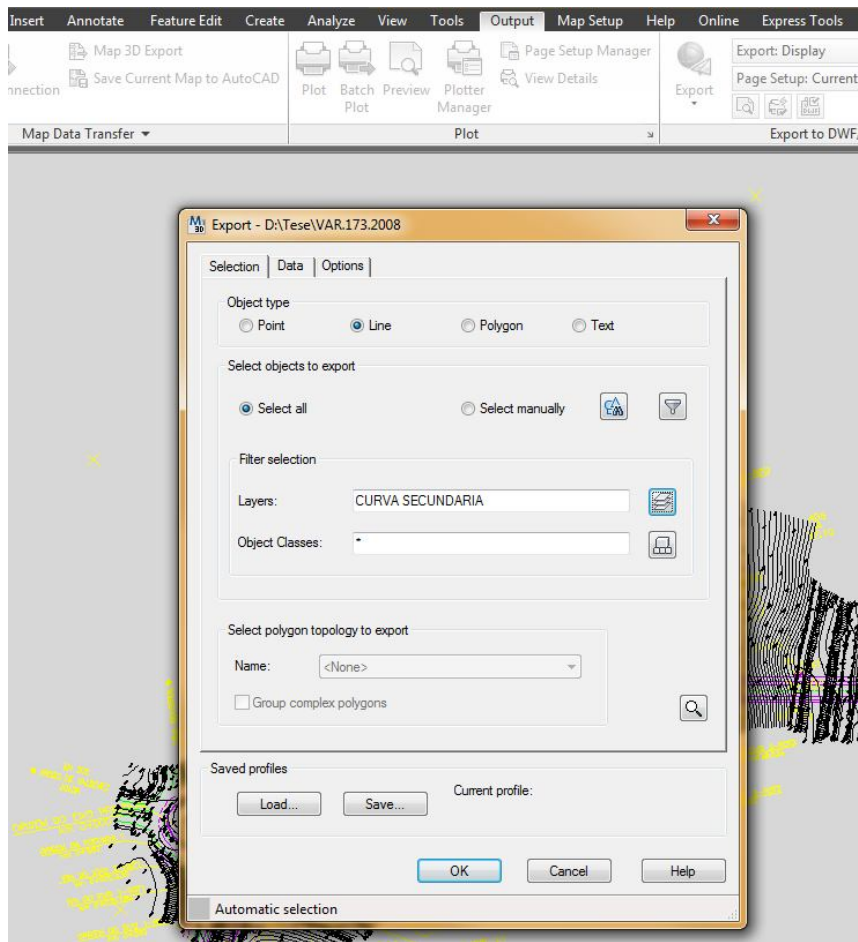 Insert Annotate Feature Edit Create Analyze View Tools Output Map Setup Help Online Express Tools
Map 3D Export
Save Current Map to AutoCAD
Map Data Transfer
Plot
Batch Plot
Preview
Plotter Manager
Page Setup Manager
View Details
Plot
Export
Export: Display
Page Setup: Current
Export to DWF
Export - D:\Tese\VAR.173.2008
Selection Data Options
Object type
Point Line Polygon Text
Select objects to export
Select all Select manually
Filter selection
Layers: CURVA SECUNDARIA
Object Classes: *
Select polygon topology to export
Name: <None>
Group complex polygons
Saved profiles
Load... Save... Current profile:
OK Cancel Help
Automatic selection